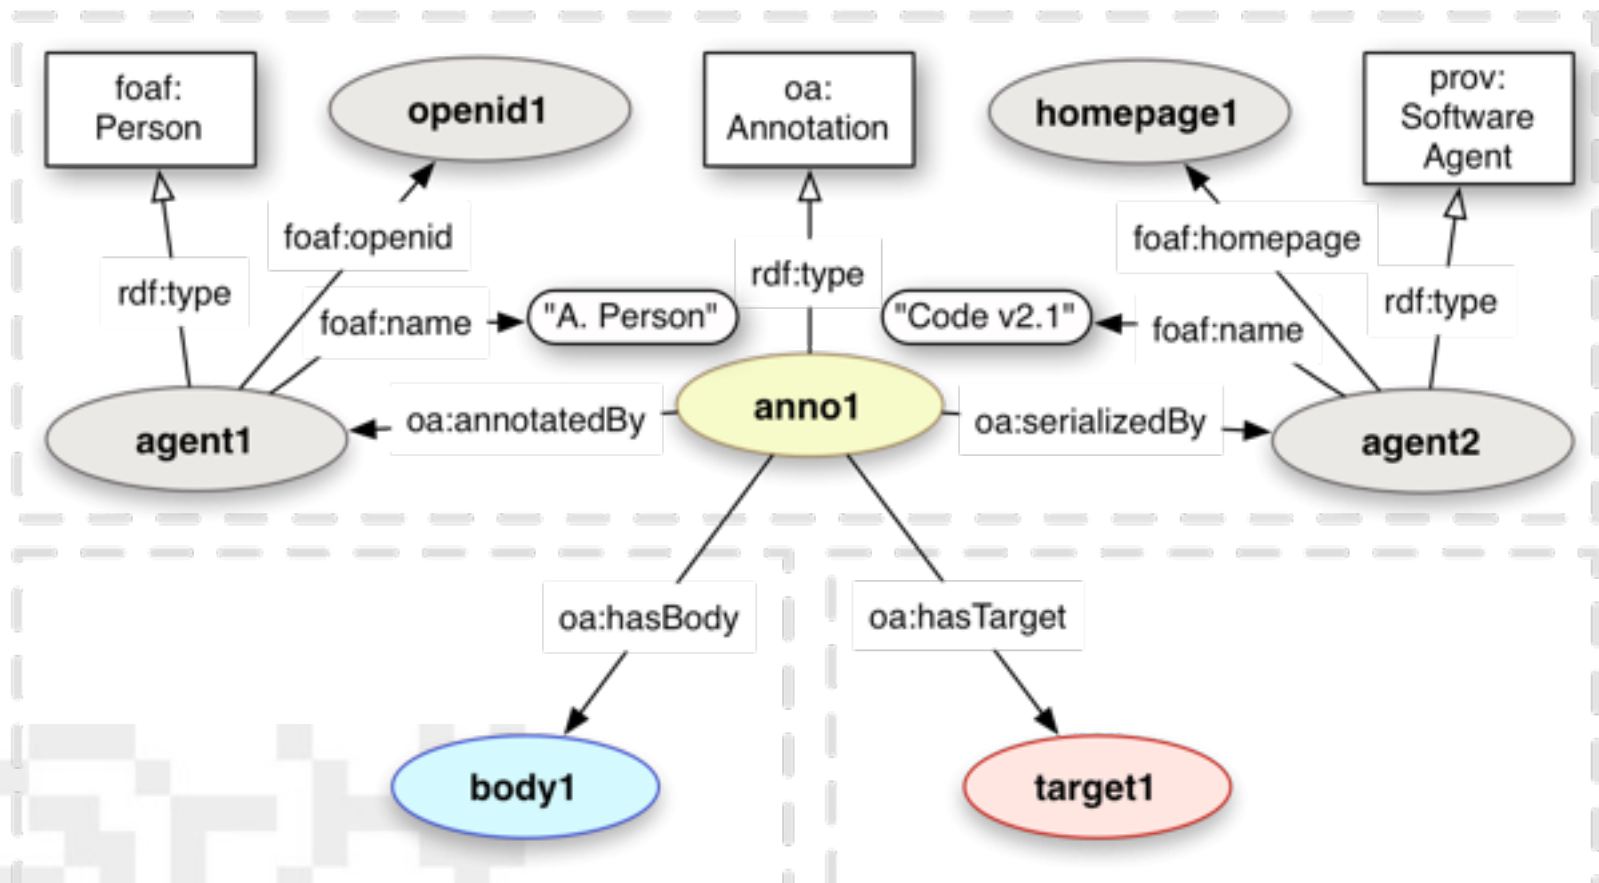 foaf:
Person
openid1
oa:
Annotation
homepage1
prov:
Software
Agent
foaf:openid
foaf:homepage
rdf:type
rdf:type
rdf:type
foaf:name
"A. Person"
"Code v2.1"
foaf:name
agent1
oa:annotatedBy
anno1
oa:serializedBy
agent2
oa:hasBody
oa:hasTarget
body1
target1